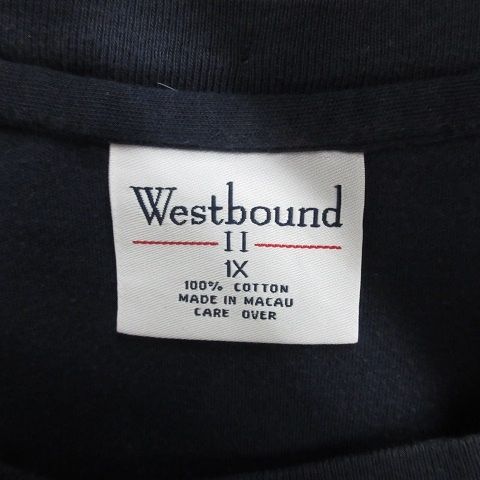 Westbound
II
1X
100% COTTON
MADE IN MACAU
CARE OVER